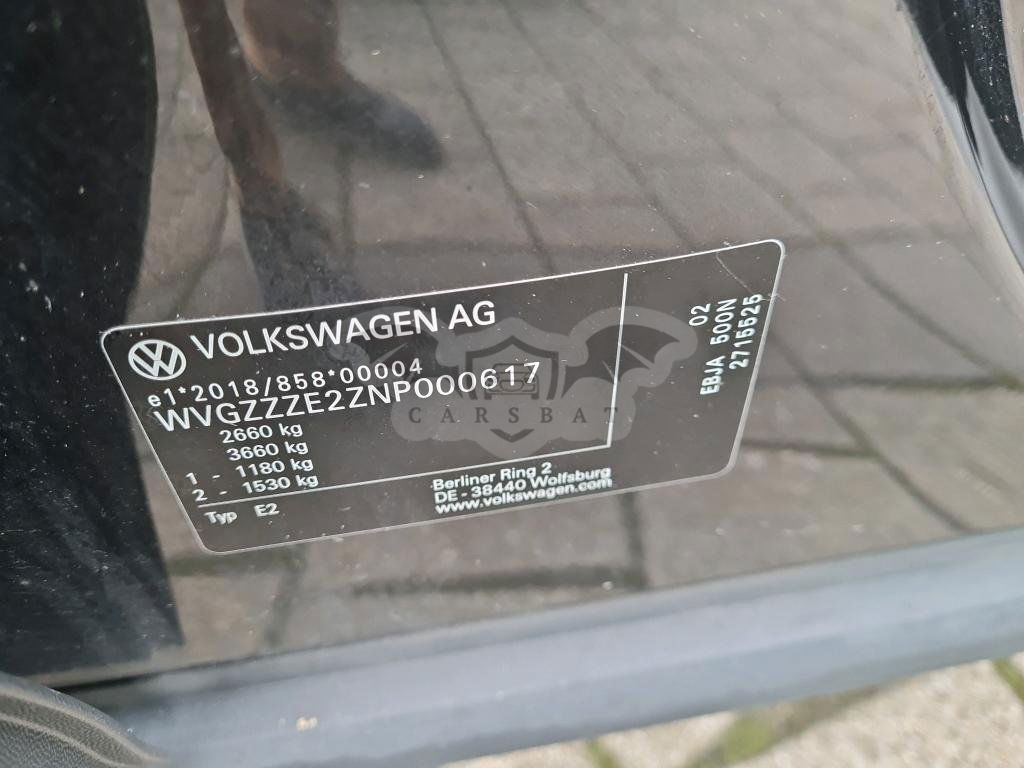 VOLKSWAGEN AG
e1*2018/858*00004
WVGZZZE2ZNP000617
2660 kg
3660 kg
1 - 1180 kg
2 - 1530 kg
Typ E2
Berliner Ring 2
DE - 38440 Wolfsburg
www.volkswagen.com
02
EBJA 500N
2715525
CARSBAT